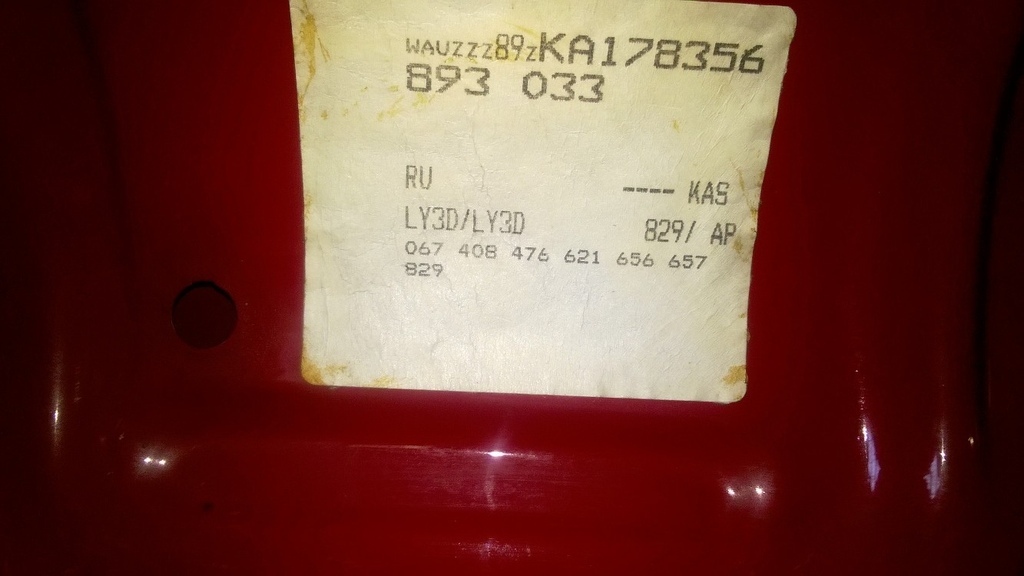 WAUZZZ89ZKA178356
893 033
RU ---- KAS
LY3D/LY3D 829/ AP
067 408 476 621 656 657
829